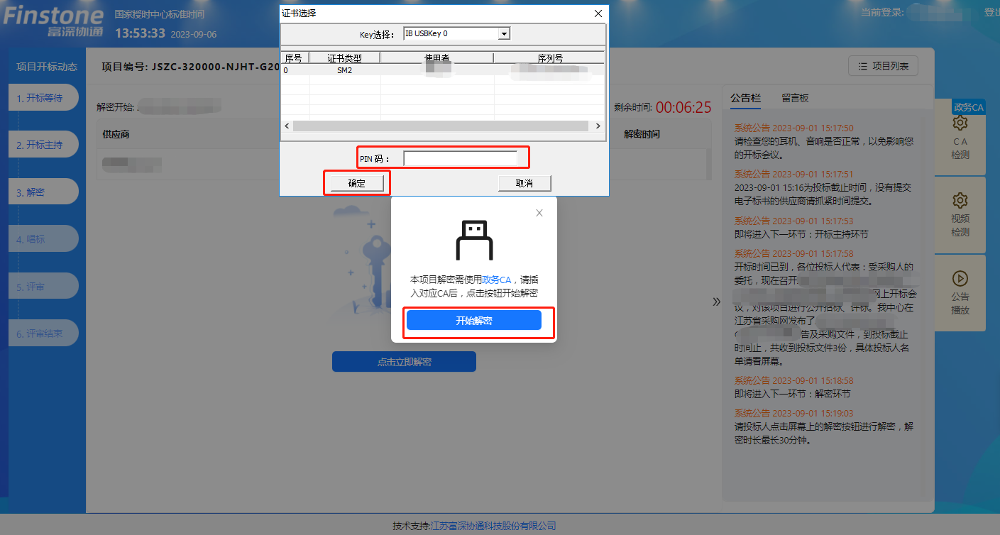 Finstone
富深协通
国家授时中心标准时间
13:53:33 2023-09-06
当前登录:
登出
项目开标动态
1. 开标等待
2. 开标主持
3. 解密
4. 唱标
5. 评审
6. 评审结束
项目编号: JSZC-320000-NJHT-G20
项目列表
解密开始:
剩余时间: 00:06:25
供应商
解密时间
证书选择
Key选择：
IB USBKey 0
序号 证书类型 使用者 序列号
0 SM2
PIN 码：
确定
取消
本项目解密需使用政务CA，请插
入对应CA后，点击按钮开始解密
开始解密
点击立即解密
公告栏 留言板
系统公告 2023-09-01 15:17:50
请检查您的耳机、音响是否正常，以免影响您
的开标会议。
系统公告 2023-09-01 15:17:51
2023-09-01 15:16为投标截止时间，没有提交
电子标书的供应商请抓紧时间提交。
系统公告 2023-09-01 15:17:53
即将进入下一环节：开标主持环节
系统公告 2023-09-01 15:17:58
开标时间已到，各位投标人代表：受采购人的
委托，现在召开
网上开标会
议，对该项目进行公开招标、评标。我中心在
江苏省采购网发布了
告及采购文件，到投标截止
时间止，共收到投标文件3份，具体投标人名
单请看屏幕。
系统公告 2023-09-01 15:18:58
即将进入下一环节：解密环节
系统公告 2023-09-01 15:19:03
请投标人点击屏幕上的解密按钮进行解密，解
密时长最长30分钟。
政务CA
CA
检测
视频
检测
公告
播放
技术支持:江苏富深协通科技股份有限公司